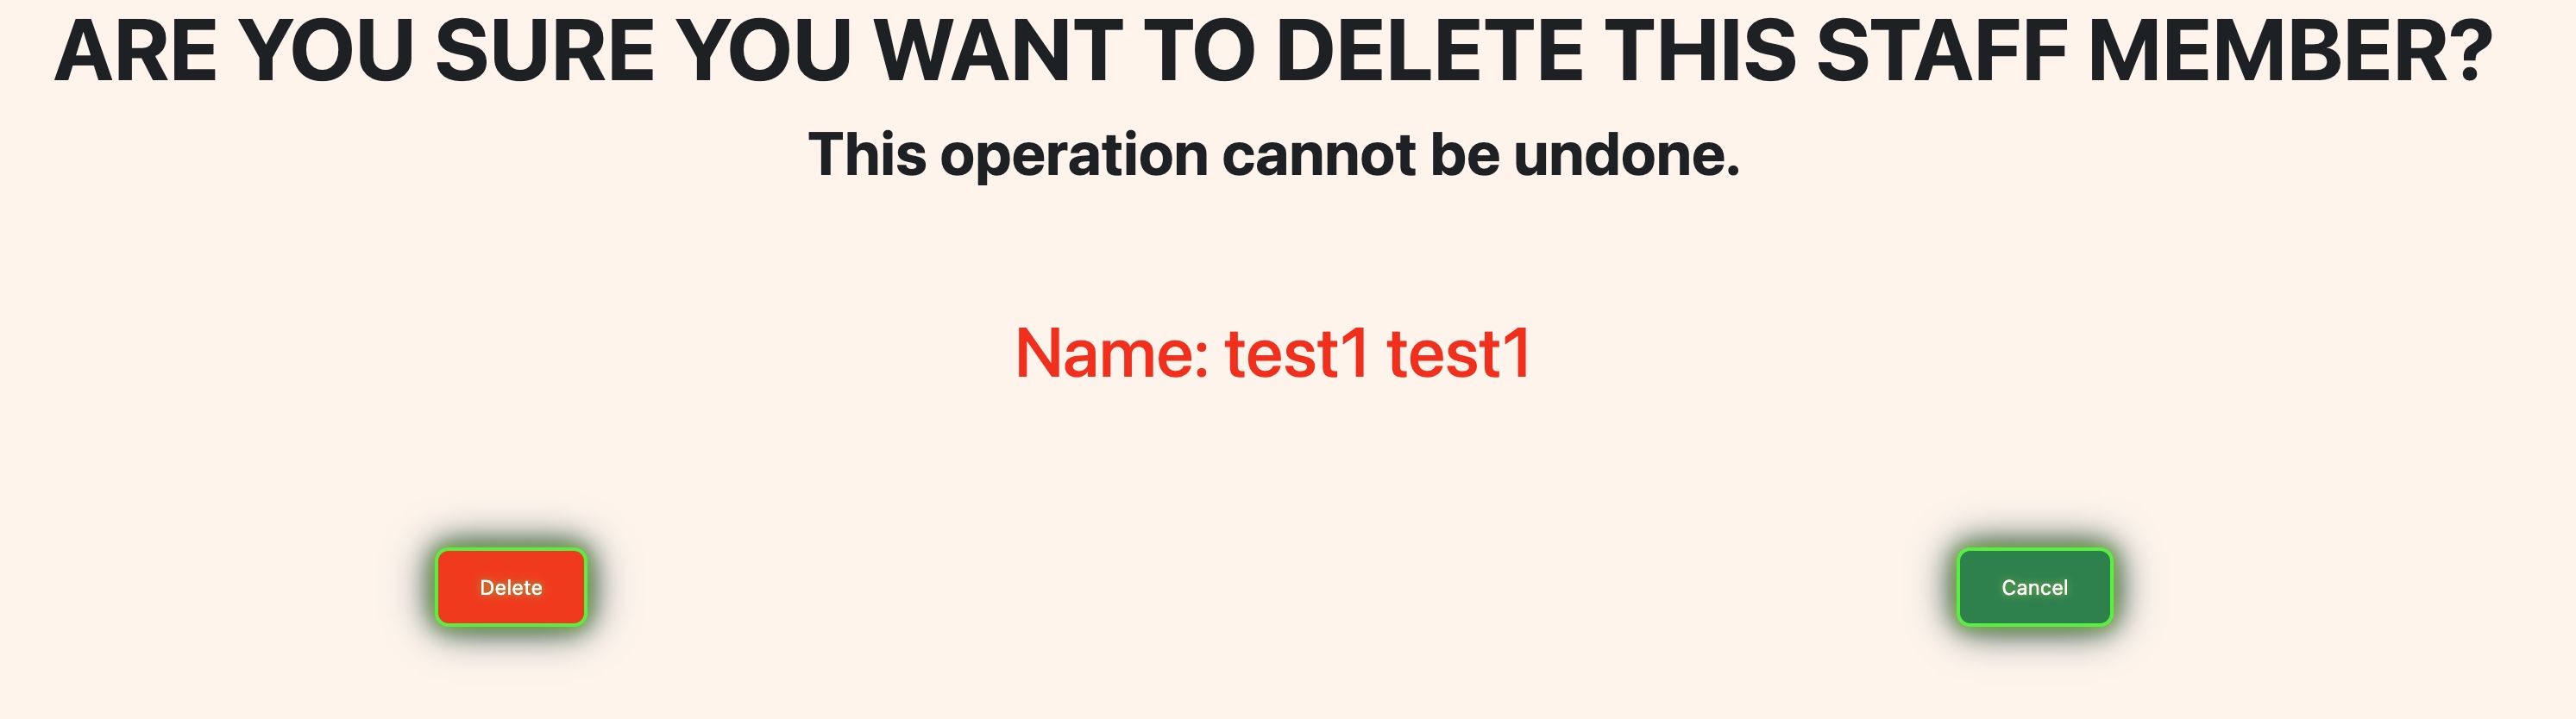 ARE YOU SURE YOU WANT TO DELETE THIS STAFF MEMBER?
This operation cannot be undone.
Name: test1 test1
Delete
Cancel